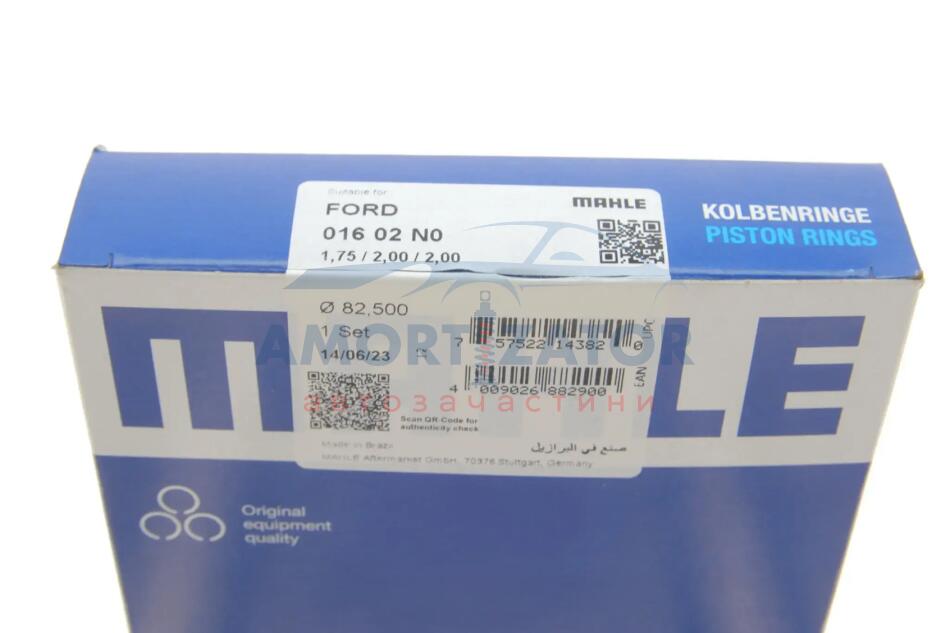 Suitable for
FORD
MAHLE
016 02 N0
1,75 / 2,00 / 2,00
KOLBENRINGE
PISTON RINGS
MAHLE
Ø 82,500
1 Set
14/06/23
7 57522 14382 0
UPC
4 009026 882900
EAN
AMORTIZATOR
автозапчастини
Scan QR-Code for
authenticity check
Made in Brazil
صنع في البرازيل
MAHLE Aftermarket GmbH, 70376 Stuttgart, Germany
Original
equipment
quality